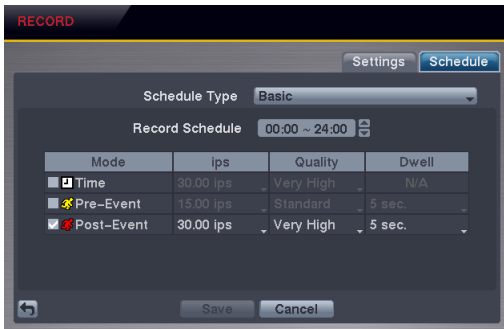 RECORD
Settings Schedule
Schedule Type Basic
Record Schedule 00:00 ~ 24:00
Mode ips Quality Dwell
Time 30.00 ips Very High N/A
Pre-Event 15.00 ips Standard 5 sec.
Post-Event 30.00 ips Very High 5 sec.
Save Cancel